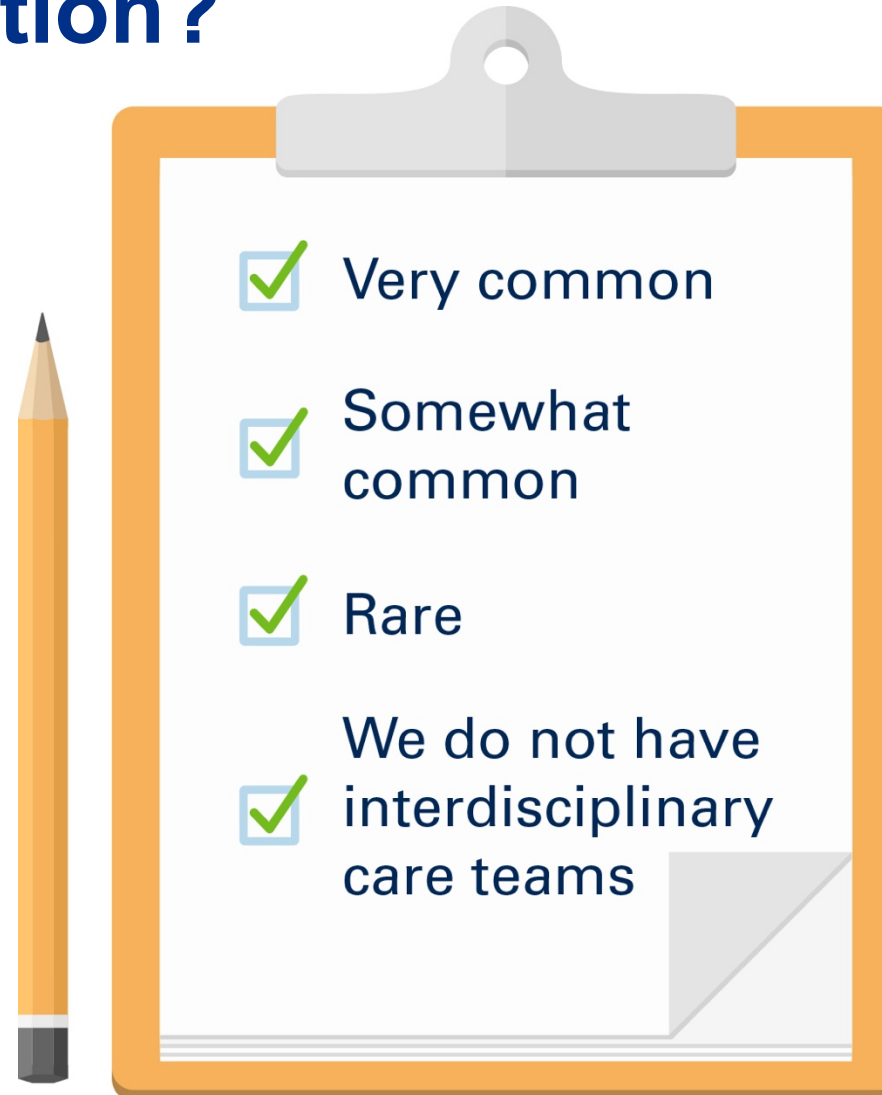 tion?
Very common
Somewhat
common
Rare
We do not have
interdisciplinary
care teams